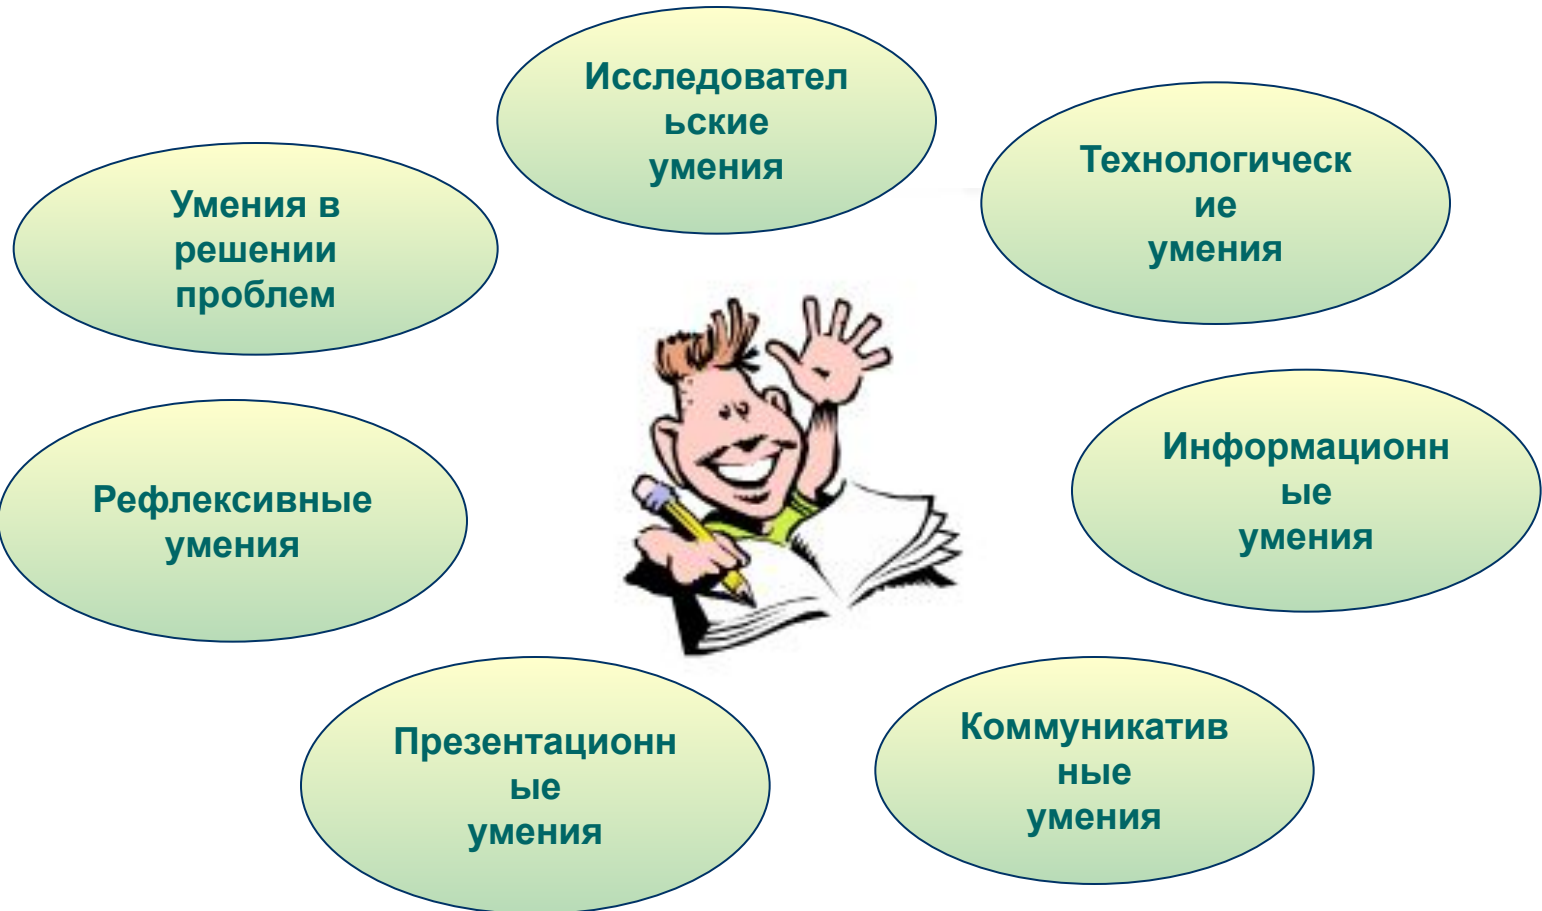 Исследовател
ьские
умения
Технологическ
ие
умения
Умения в
решении
проблем
Информационн
ые
умения
Рефлексивные
умения
Презентационн
ые
умения
Коммуникатив
ные
умения